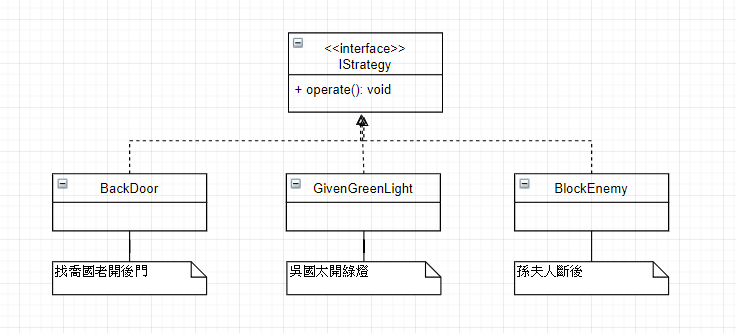 <<interface>>
IStrategy
+ operate(): void
BackDoor
GivenGreenLight
BlockEnemy
找喬國老開後門
吳國太開綠燈
孫夫人斷後